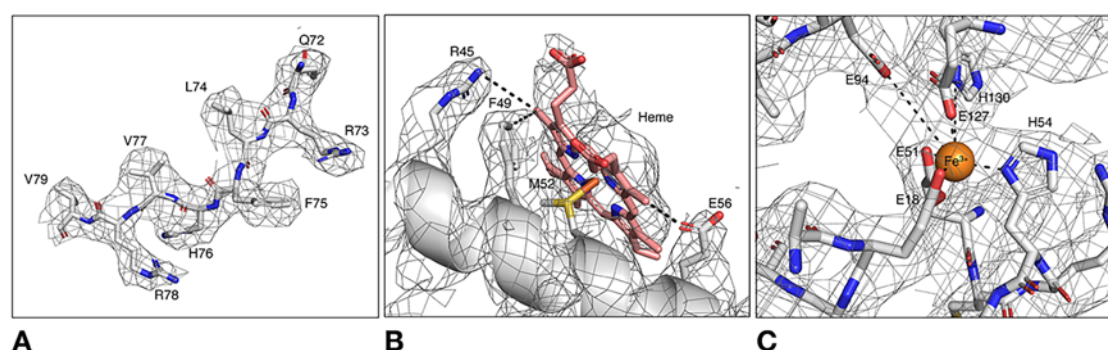 Q72
L74
R73
V77
V79
F75
H76
R78
A
R45
F49
Heme
M52
E56
B
E94
H130
E127
H54
E51
Fe³⁺
E18
C